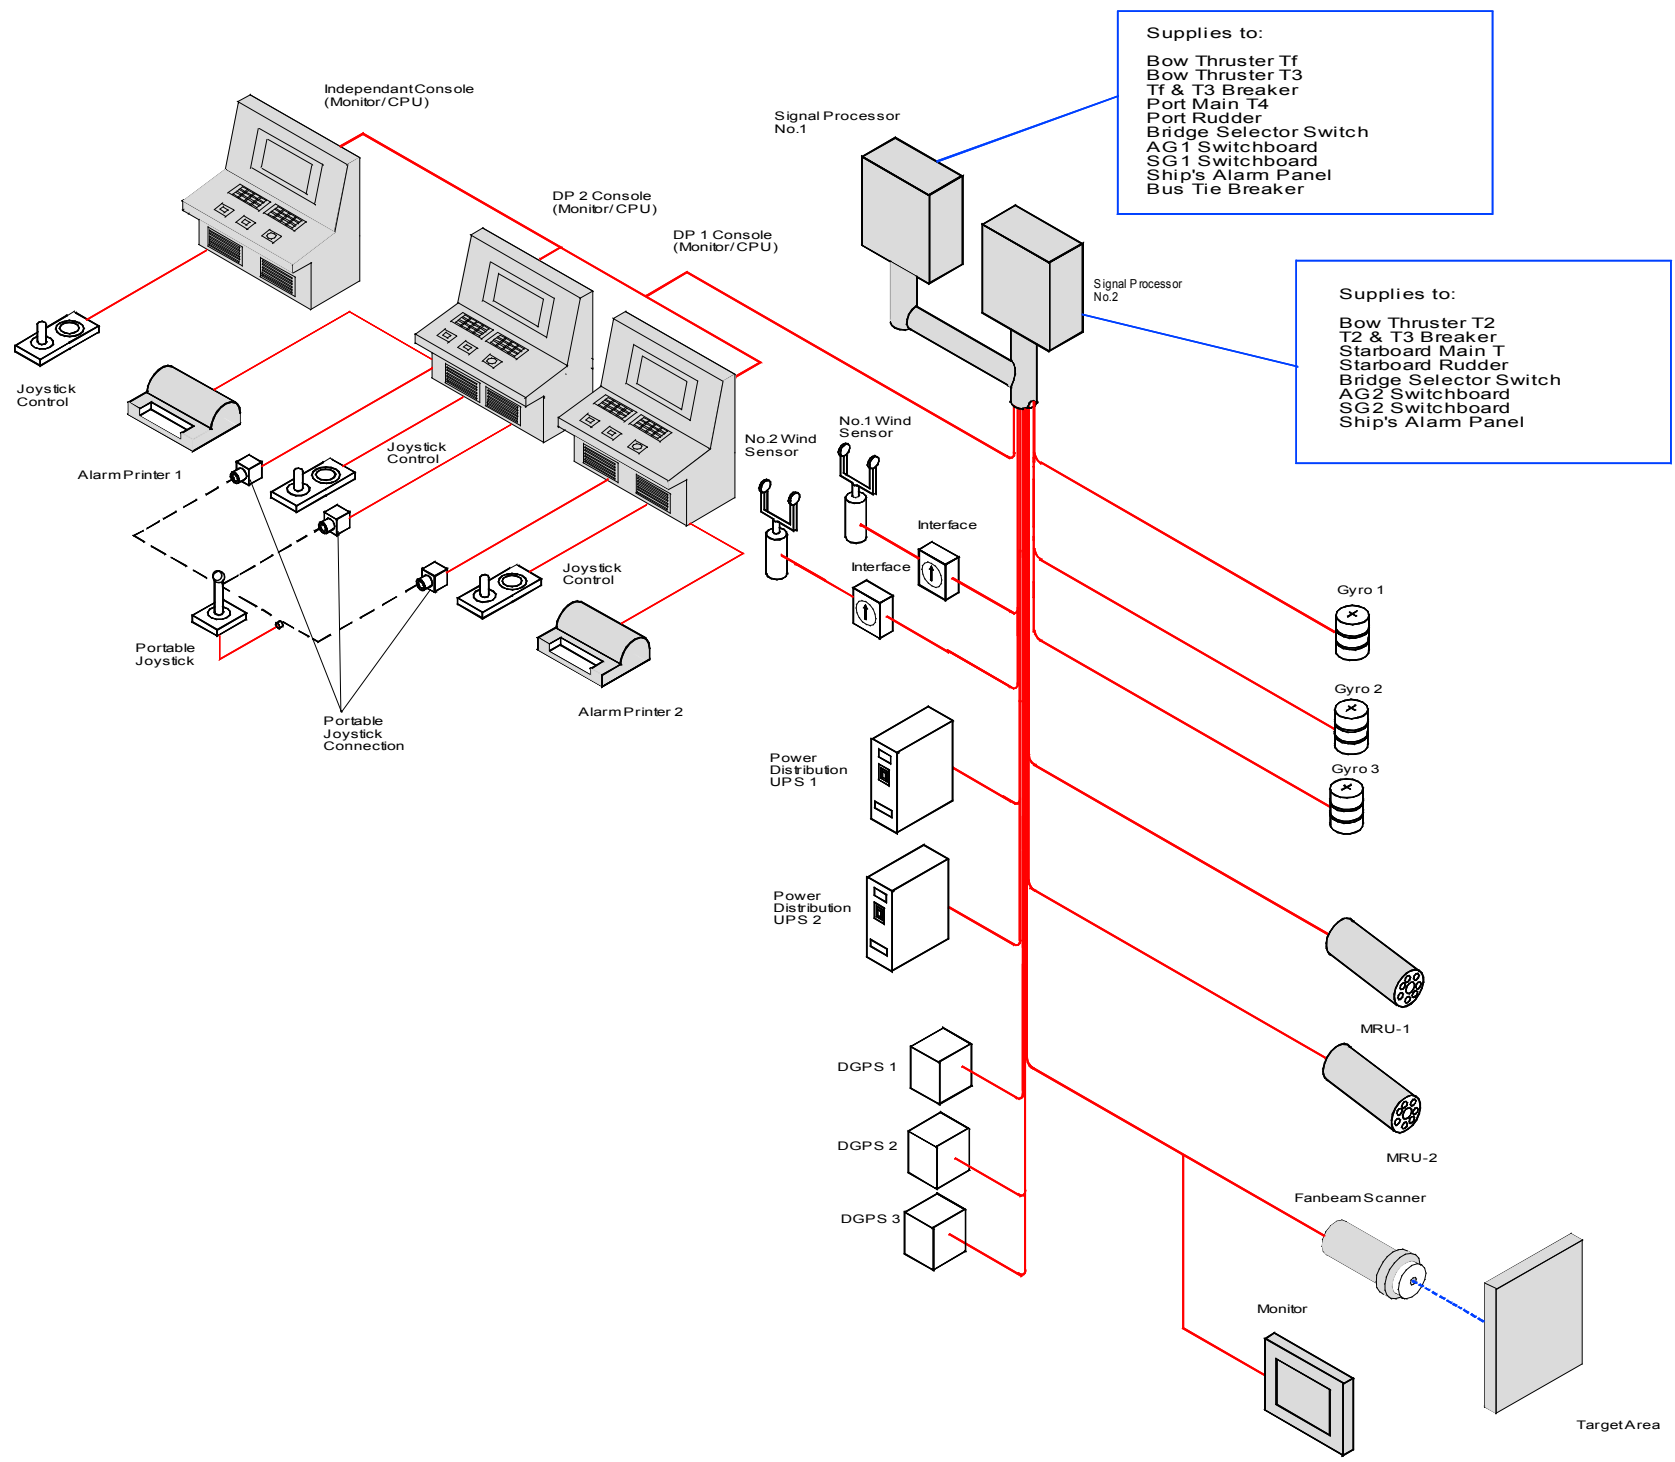 Supplies to:
Bow Thruster Tf
Bow Thruster T3
Tf & T3 Breaker
Port Main T4
Port Rudder
Bridge Selector Switch
AG1 Switchboard
SG1 Switchboard
Ship's Alarm Panel
Bus Tie Breaker
Independant Console
(Monitor/CPU)
Signal Processor
No.1
DP 2 Console
(Monitor/CPU)
DP 1 Console
(Monitor/CPU)
Signal Processor
No.2
Supplies to:
Bow Thruster T2
T2 & T3 Breaker
Starboard Main T
Starboard Rudder
Bridge Selector Switch
AG2 Switchboard
SG2 Switchboard
Ship's Alarm Panel
Joystick
Control
Alarm Printer 1
Joystick
Control
No.2 Wind
Sensor
No.1 Wind
Sensor
Interface
Interface
Joystick
Control
Portable
Joystick
Alarm Printer 2
Portable
Joystick
Connection
Gyro 1
Gyro 2
Gyro 3
Power
Distribution
UPS 1
Power
Distribution
UPS 2
MRU-1
DGPS 1
DGPS 2
MRU-2
Fanbeam Scanner
DGPS 3
Monitor
Target Area